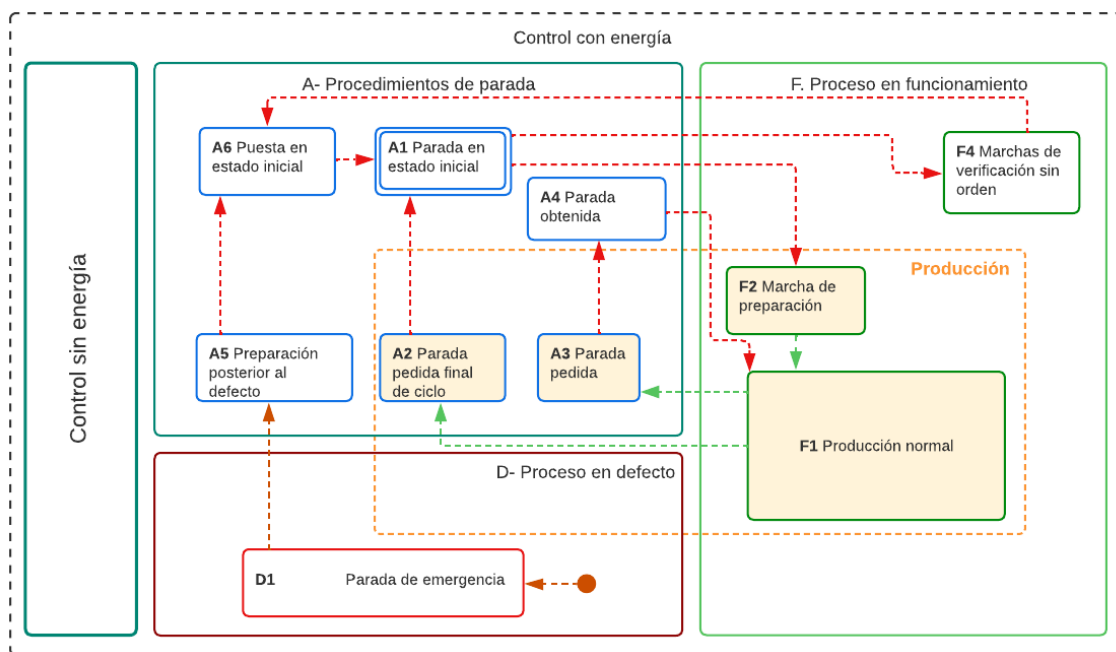 Control con energía
Control sin energía
A- Procedimientos de parada
A6 Puesta en
estado inicial
A1 Parada en
estado inicial
A4 Parada
obtenida
A5 Preparación
posterior al
defecto
A2 Parada
pedida final
de ciclo
A3 Parada
pedida
F. Proceso en funcionamiento
F4 Marchas de
verificación sin
orden
Producción
F2 Marcha de
preparación
F1 Producción normal
D- Proceso en defecto
D1 Parada de emergencia